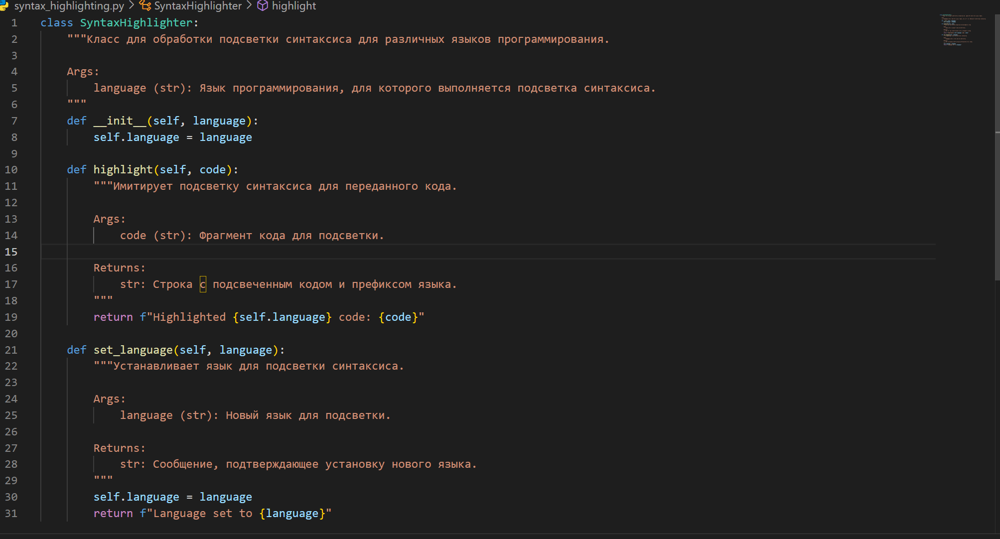 syntax_highlighting.py > SyntaxHighlighter > highlight
1 class SyntaxHighlighter:
2     """Класс для обработки подсветки синтаксиса для различных языков программирования.
3
4     Args:
5         language (str): Язык программирования, для которого выполняется подсветка синтаксиса.
6     """
7     def __init__(self, language):
8         self.language = language
9
10     def highlight(self, code):
11         """Имитирует подсветку синтаксиса для переданного кода.
12
13         Args:
14             code (str): Фрагмент кода для подсветки.
15
16         Returns:
17             str: Строка с подсвеченным кодом и префиксом языка.
18         """
19         return f"Highlighted {self.language} code: {code}"
20
21     def set_language(self, language):
22         """Устанавливает язык для подсветки синтаксиса.
23
24         Args:
25             language (str): Новый язык для подсветки.
26
27         Returns:
28             str: Сообщение, подтверждающее установку нового языка.
29         """
30         self.language = language
31         return f"Language set to {language}"